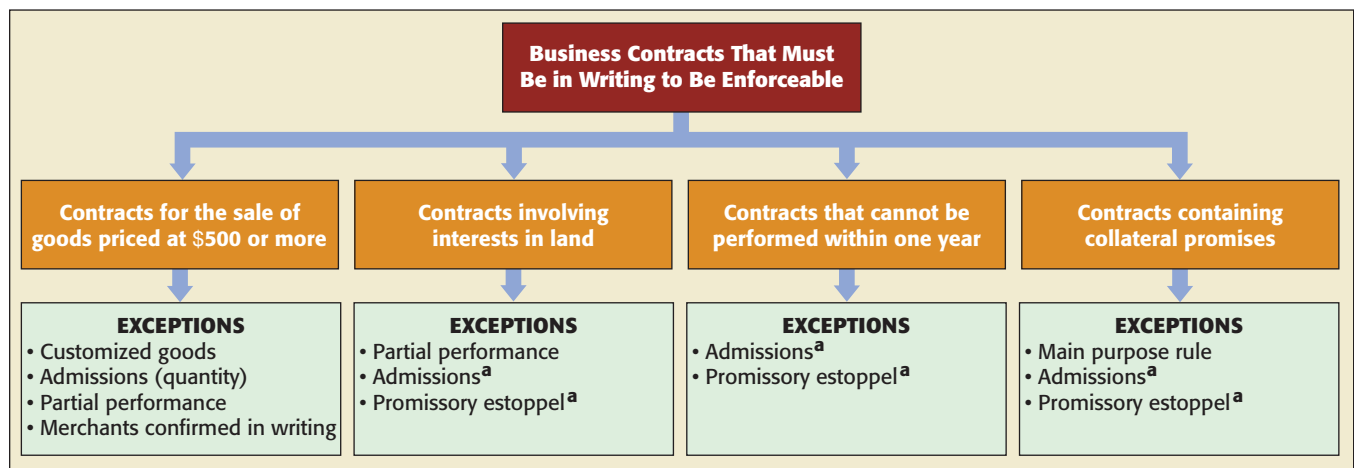 Business Contracts That Must
Be in Writing to Be Enforceable
Contracts for the sale of
goods priced at $500 or more
Contracts involving
interests in land
Contracts that cannot be
performed within one year
Contracts containing
collateral promises
EXCEPTIONS
• Customized goods
• Admissions (quantity)
• Partial performance
• Merchants confirmed in writing
EXCEPTIONS
• Partial performance
• Admissionsᵃ
• Promissory estoppelᵃ
EXCEPTIONS
• Admissionsᵃ
• Promissory estoppelᵃ
EXCEPTIONS
• Main purpose rule
• Admissionsᵃ
• Promissory estoppelᵃ